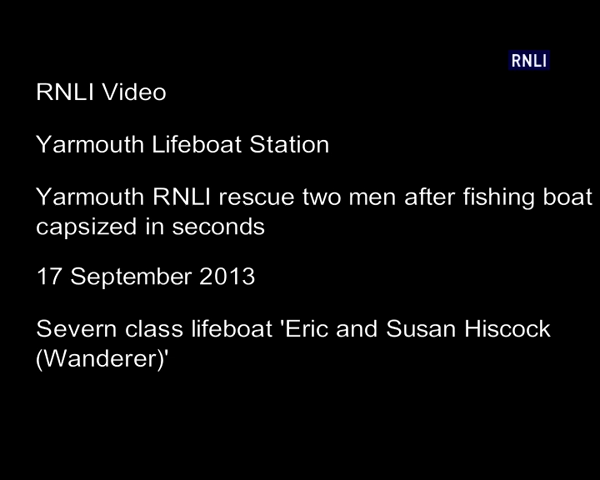 RNLI
RNLI Video
Yarmouth Lifeboat Station
Yarmouth RNLI rescue two men after fishing boat
capsized in seconds
17 September 2013
Severn class lifeboat 'Eric and Susan Hiscock
(Wanderer)'